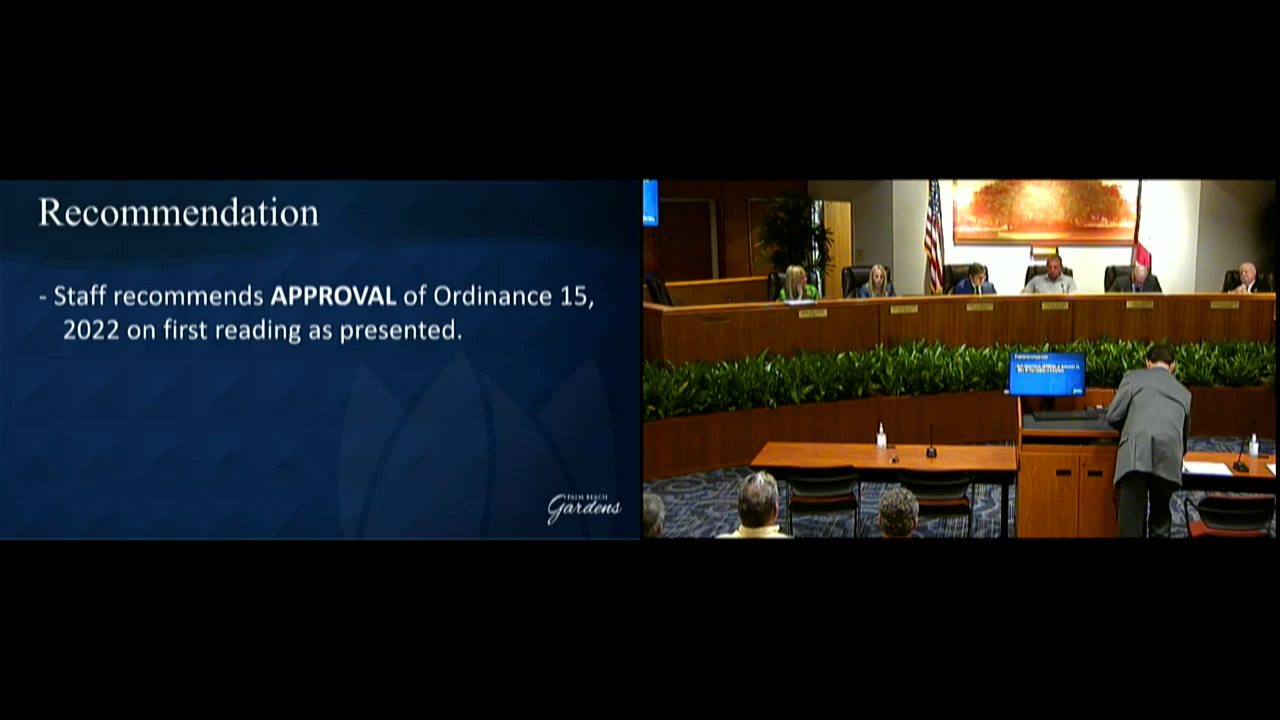 Recommendation
- Staff recommends APPROVAL of Ordinance 15,
2022 on first reading as presented.
PALM BEACH
Gardens